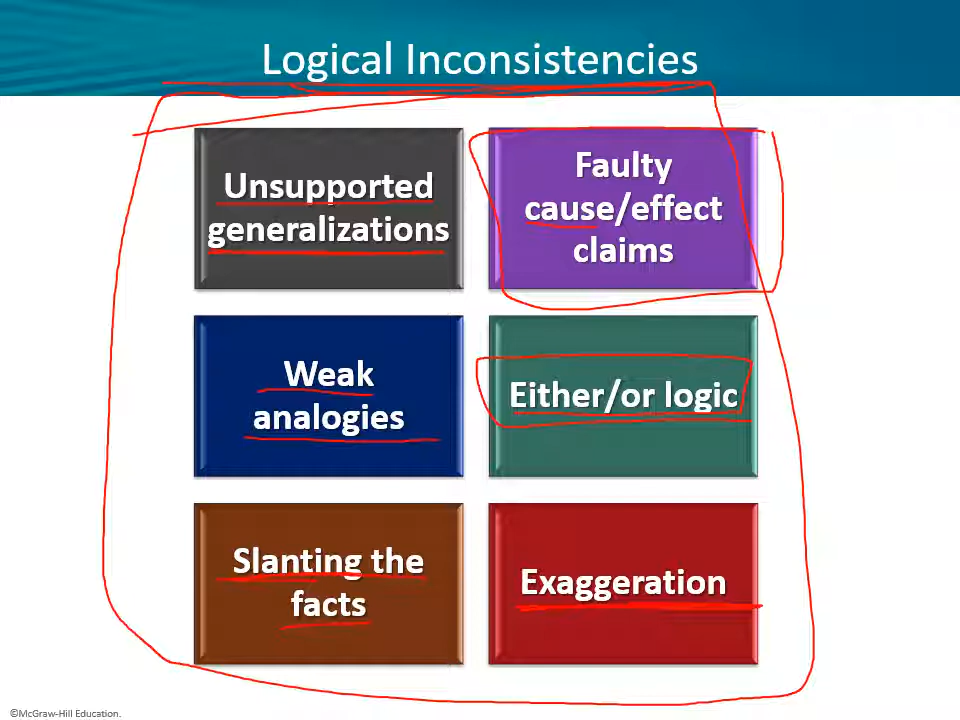 Logical Inconsistencies
Unsupported
generalizations
Faulty
cause/effect
claims
Weak
analogies
Either/or logic
Slanting the
facts
Exaggeration
©McGraw-Hill Education.